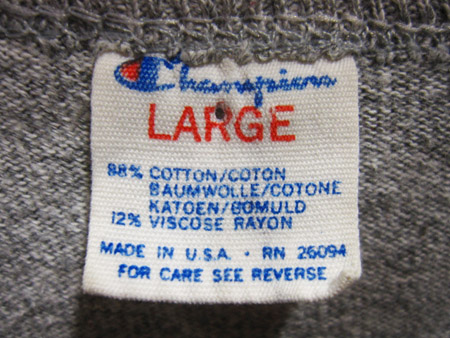 Champion
LARGE
88% COTTON/COTON
BAUMWOLLE/COTONE
KATOEN/BOMULD
12% VISCOSE RAYON
MADE IN U.S.A. • RN 26094
FOR CARE SEE REVERSE